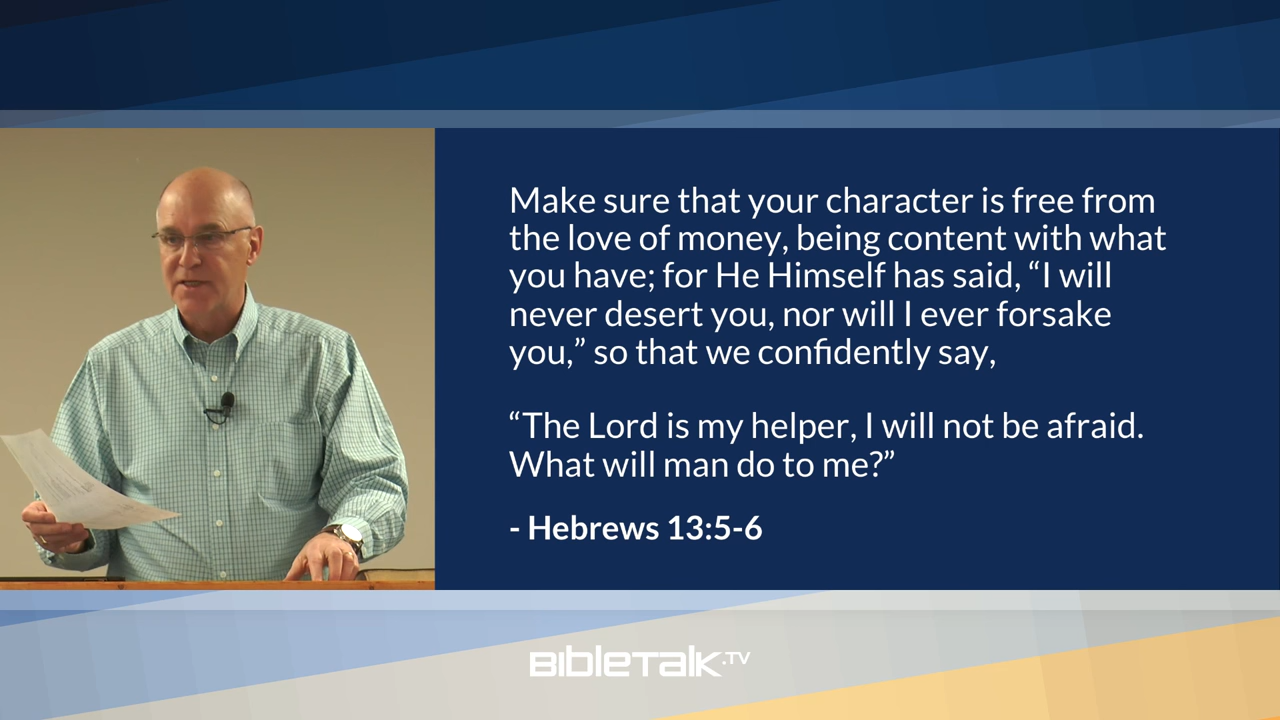 Make sure that your character is free from
the love of money, being content with what
you have; for He Himself has said, “I will
never desert you, nor will I ever forsake
you,” so that we confidently say,
“The Lord is my helper, I will not be afraid.
What will man do to me?”
- Hebrews 13:5-6
BibleTalk.TV